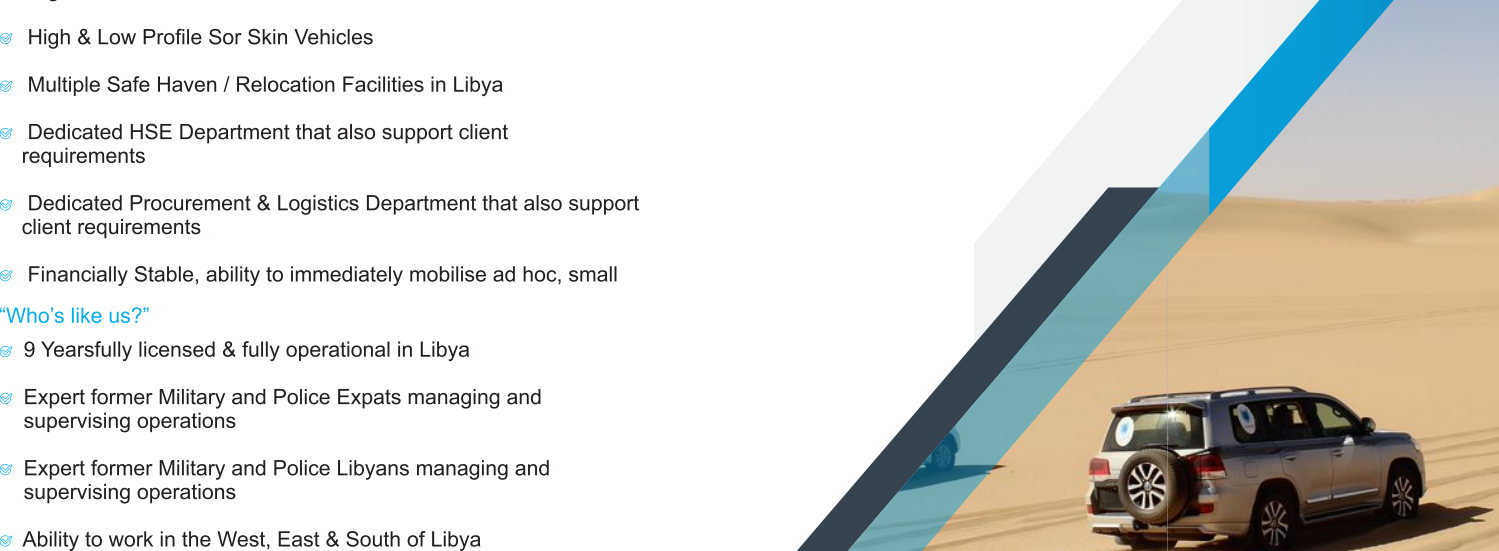 High & Low Profile Sor Skin Vehicles
Multiple Safe Haven / Relocation Facilities in Libya
Dedicated HSE Department that also support client
requirements
Dedicated Procurement & Logistics Department that also support
client requirements
Financially Stable, ability to immediately mobilise ad hoc, small
“Who’s like us?”
9 Yearsfully licensed & fully operational in Libya
Expert former Military and Police Expats managing and
supervising operations
Expert former Military and Police Libyans managing and
supervising operations
Ability to work in the West, East & South of Libya